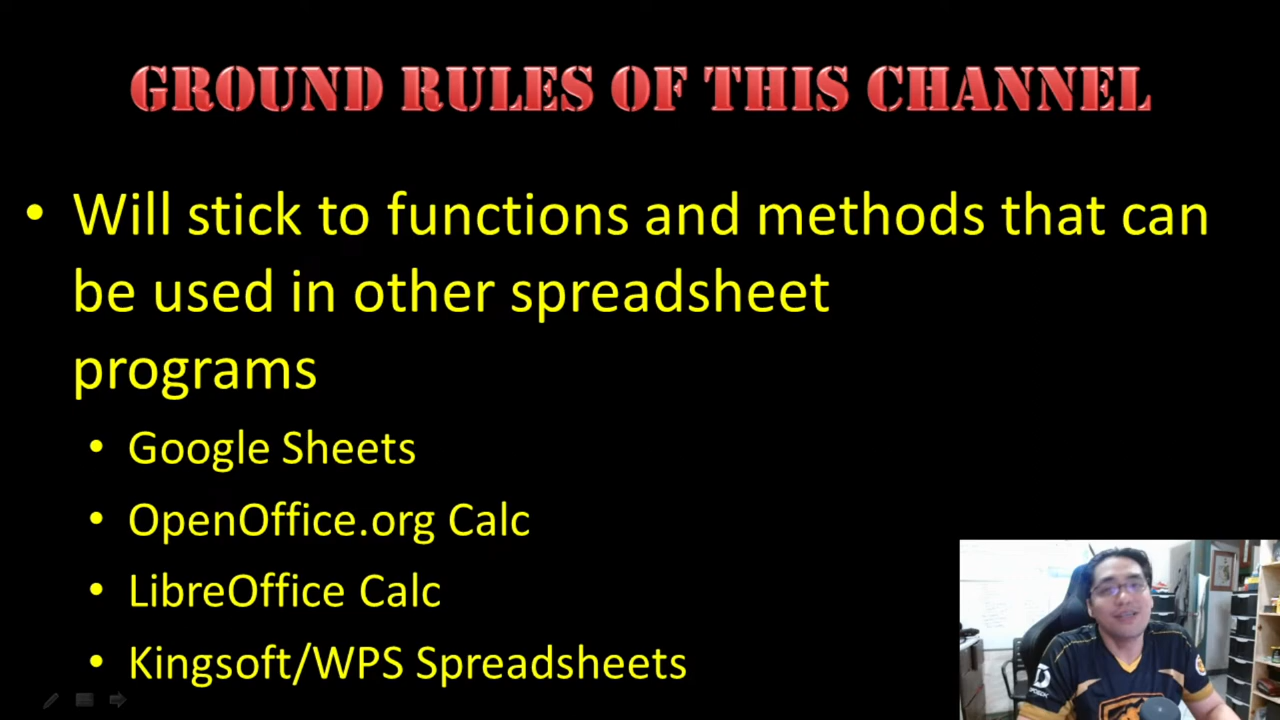 GROUND RULES OF THIS CHANNEL
• Will stick to functions and methods that can
be used in other spreadsheet
programs
• Google Sheets
• OpenOffice.org Calc
• LibreOffice Calc
• Kingsoft/WPS Spreadsheets